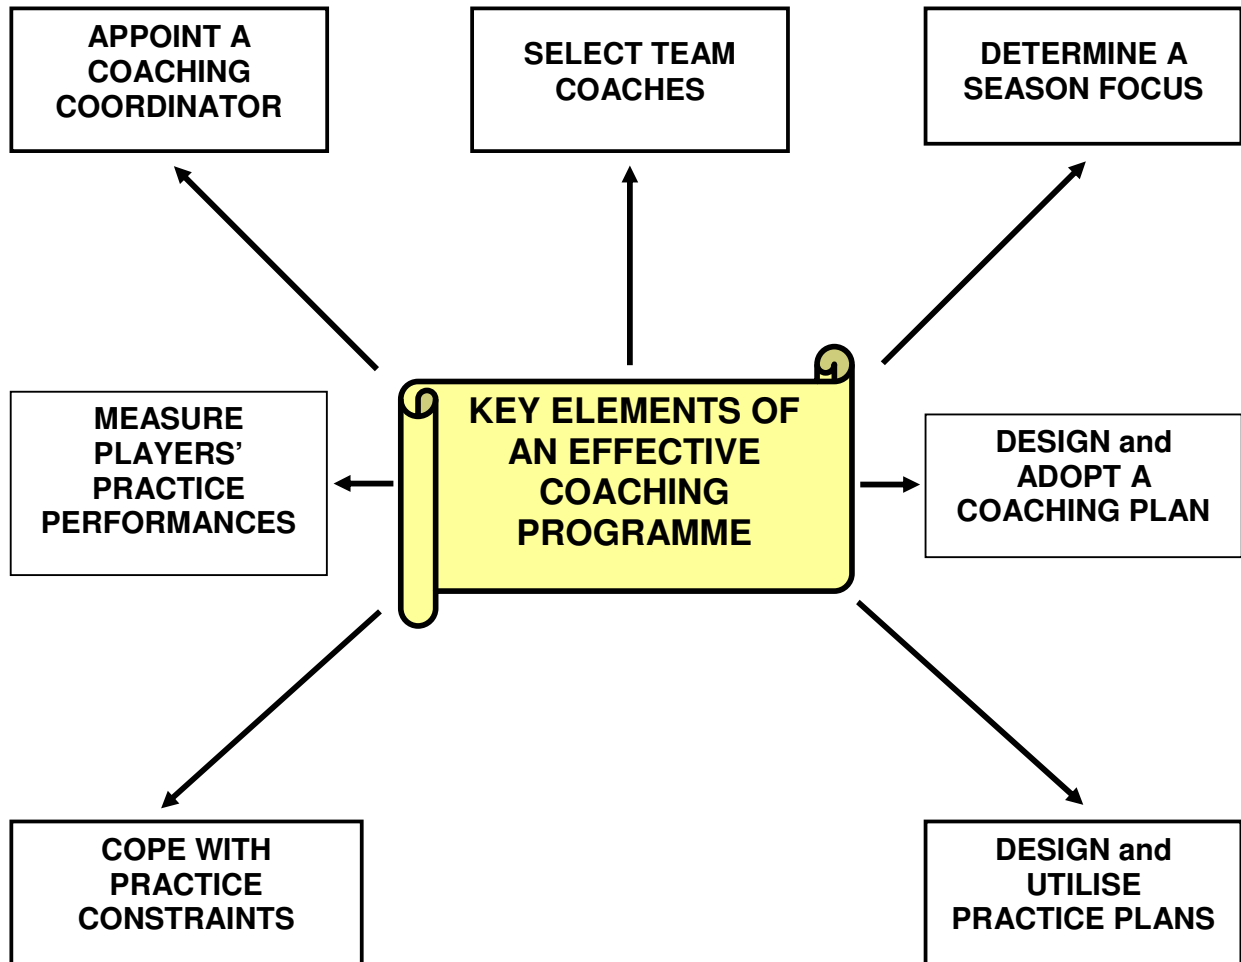 APPOINT A
COACHING
COORDINATOR
SELECT TEAM
COACHES
DETERMINE A
SEASON FOCUS
MEASURE
PLAYERS’
PRACTICE
PERFORMANCES
KEY ELEMENTS OF
AN EFFECTIVE
COACHING
PROGRAMME
DESIGN and
ADOPT A
COACHING PLAN
COPE WITH
PRACTICE
CONSTRAINTS
DESIGN and
UTILISE
PRACTICE PLANS